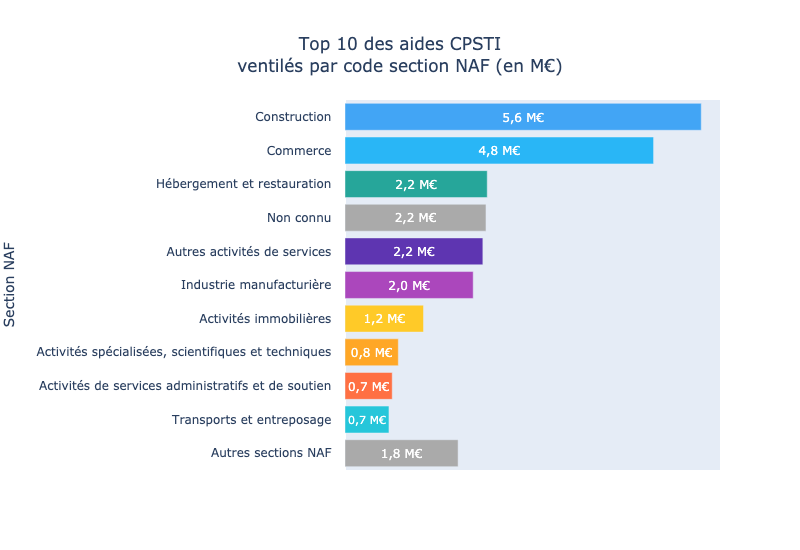 Top 10 des aides CPSTI
ventilés par code section NAF (en M€)
Section NAF
Construction 5,6 M€
Commerce 4,8 M€
Hébergement et restauration 2,2 M€
Non connu 2,2 M€
Autres activités de services 2,2 M€
Industrie manufacturière 2,0 M€
Activités immobilières 1,2 M€
Activités spécialisées, scientifiques et techniques 0,8 M€
Activités de services administratifs et de soutien 0,7 M€
Transports et entreposage 0,7 M€
Autres sections NAF 1,8 M€